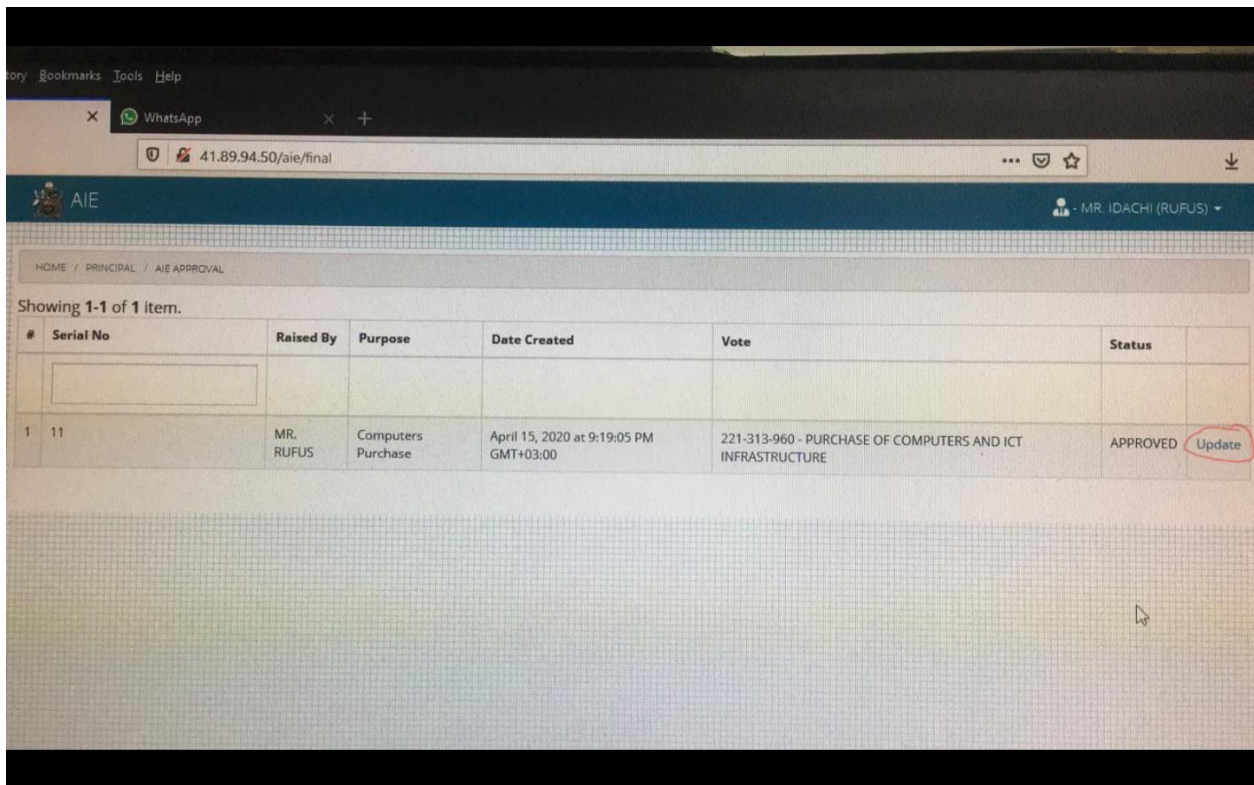 tory Bookmarks Tools Help
WhatsApp
41.89.94.50/aie/final
AIE
- MR. IDACHI (RUFUS)
HOME / PRINCIPAL / AIE APPROVAL
Showing 1-1 of 1 item.
# Serial No Raised By Purpose Date Created Vote Status
1 11 MR. Computers April 15, 2020 at 9:19:05 PM 221-313-960 - PURCHASE OF COMPUTERS AND ICT APPROVED Update
RUFUS Purchase GMT+03:00 INFRASTRUCTURE